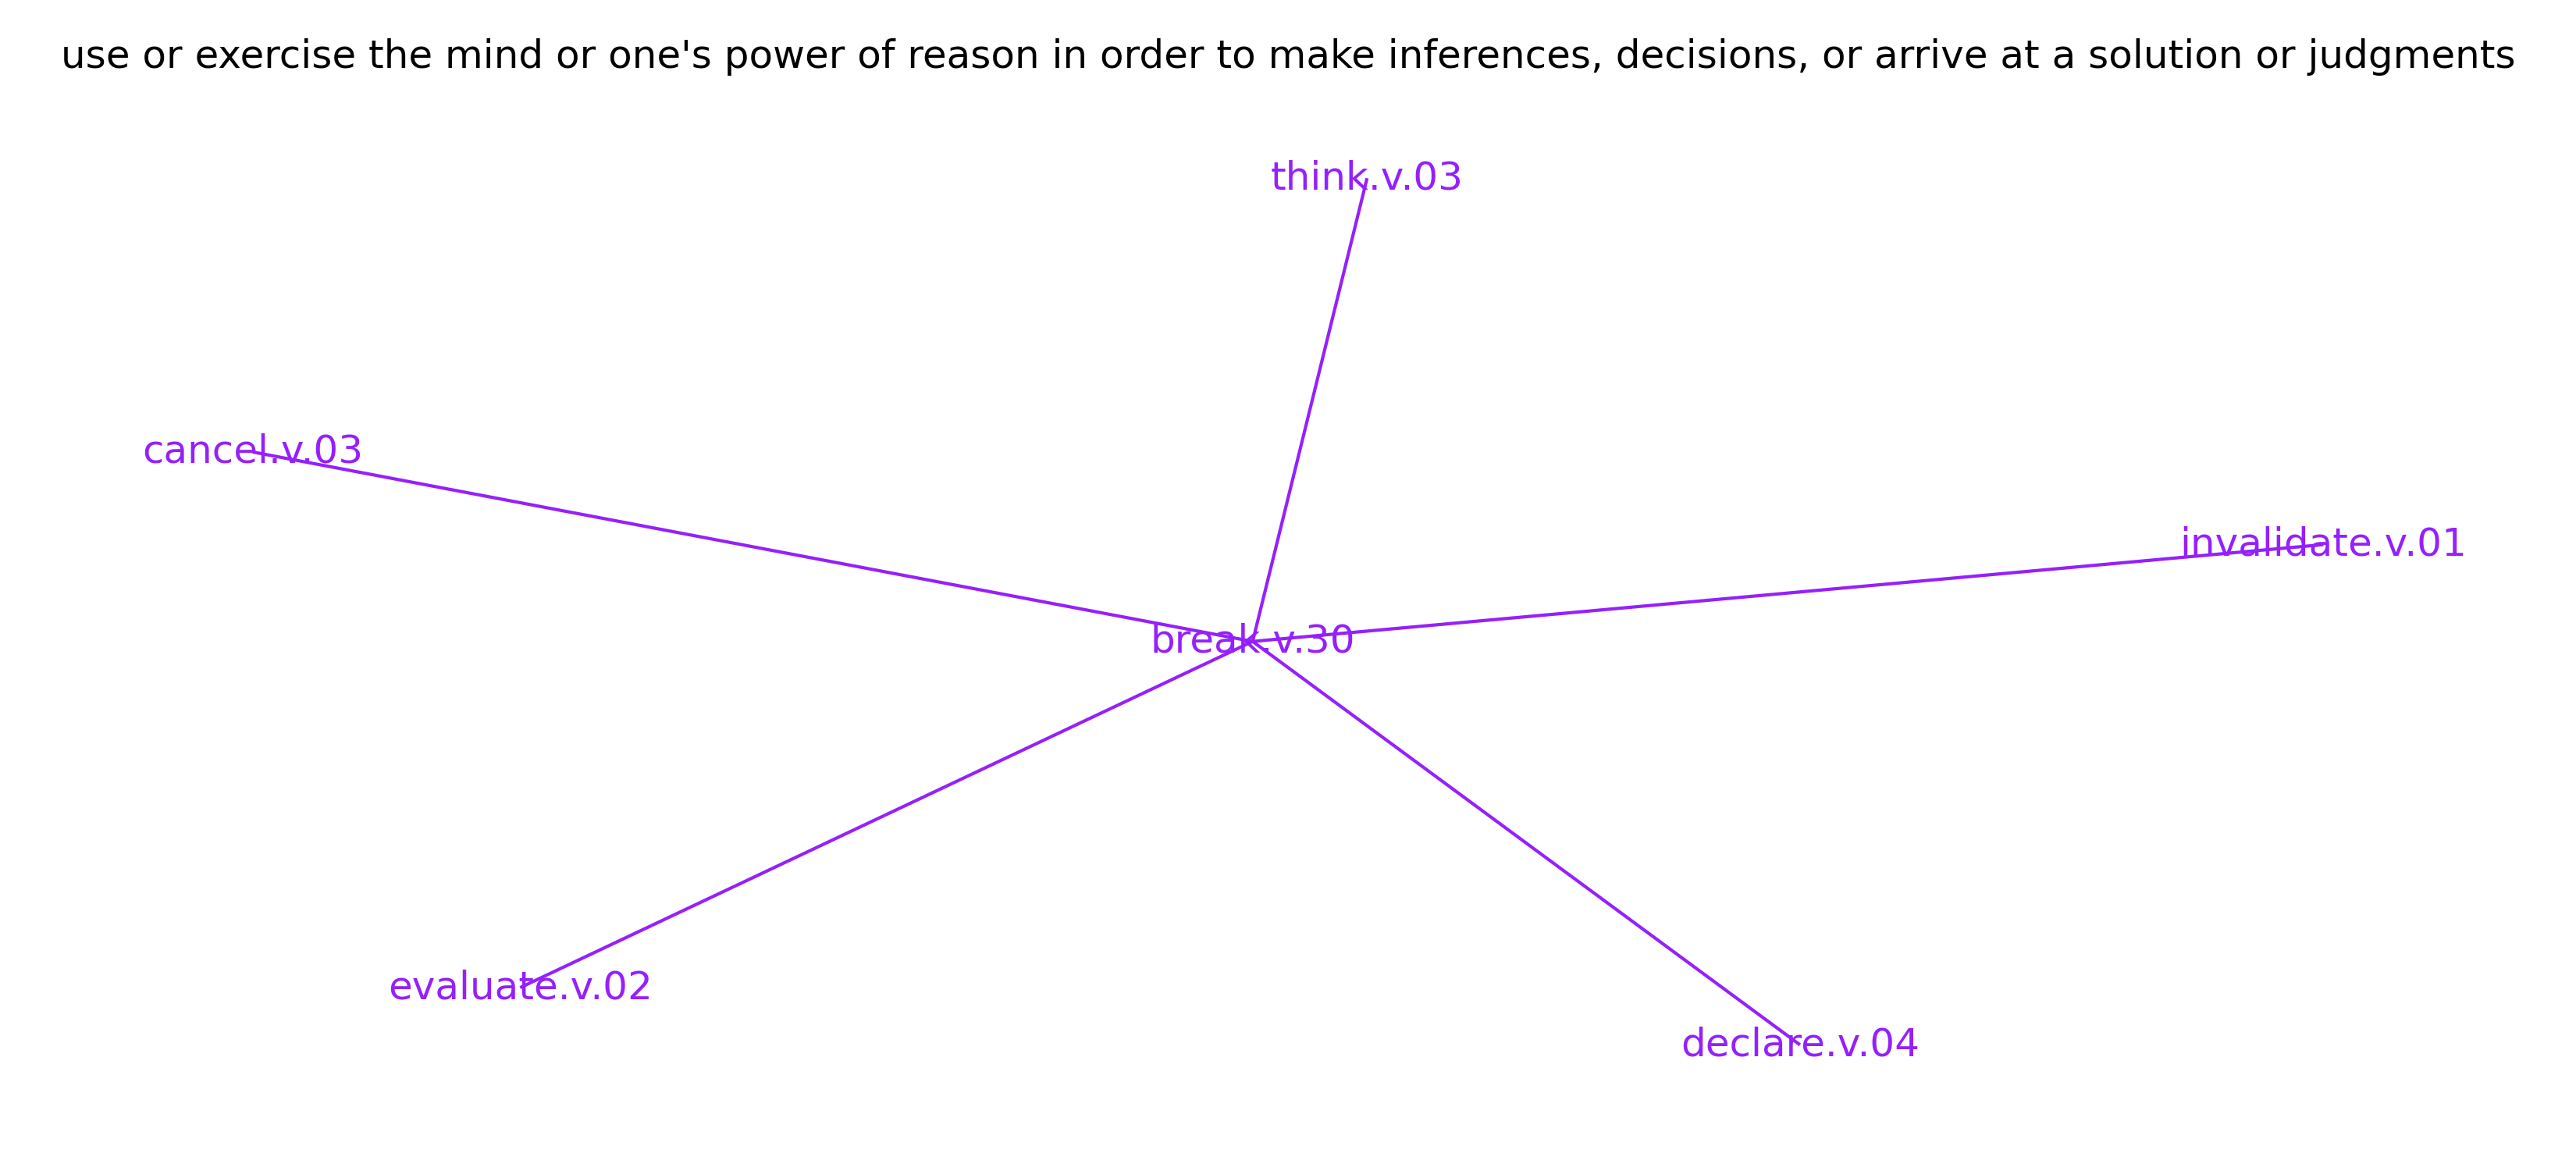 use or exercise the mind or one's power of reason in order to make inferences, decisions, or arrive at a solution or judgments
think.v.03
cancel.v.03
invalidate.v.01
break.v.30
evaluate.v.02
declare.v.04